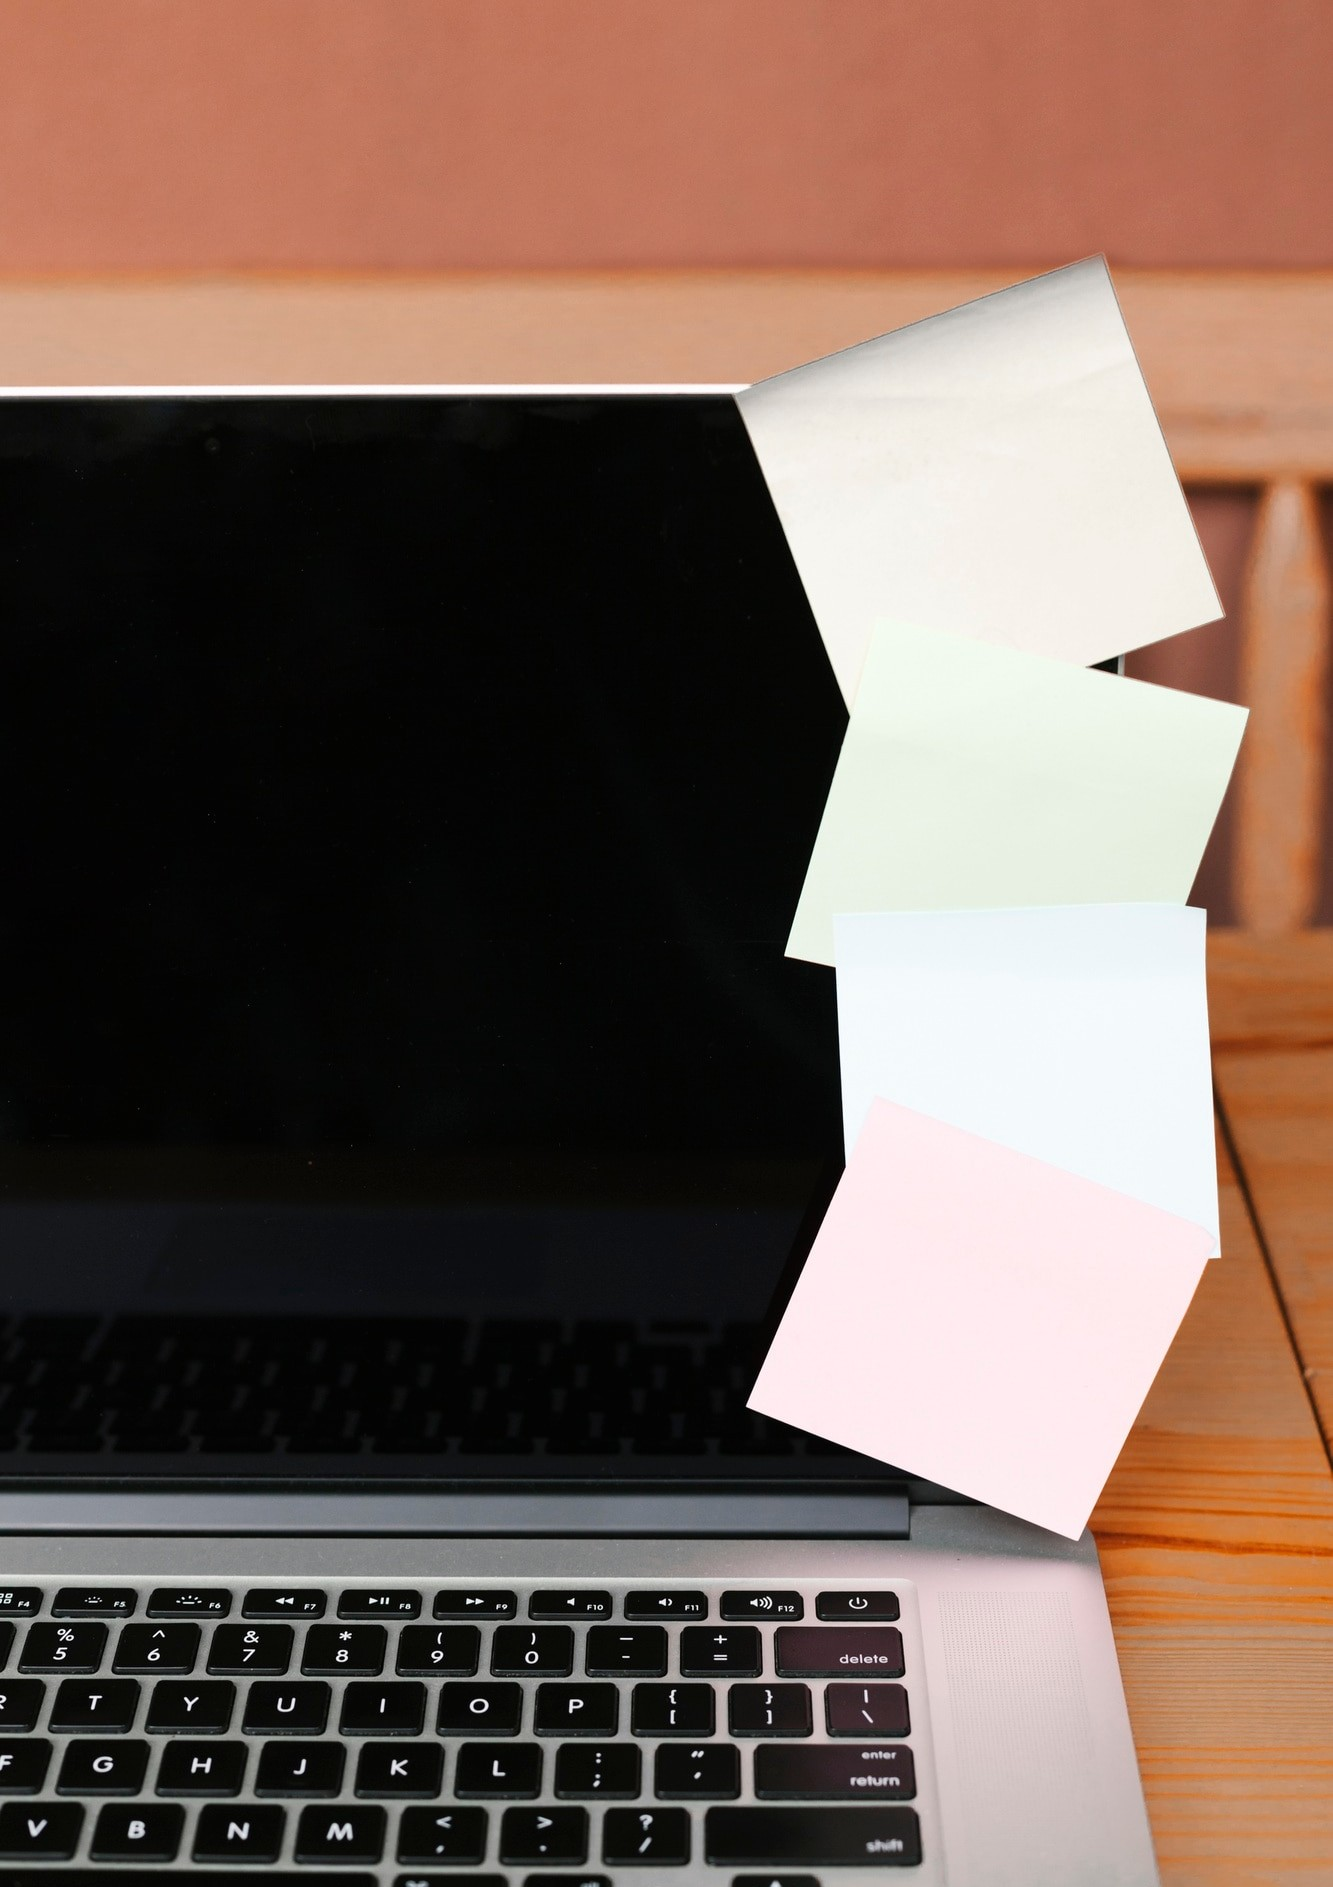 F4 F5 F6 F7 F8 F9 F10 F11 F12
% ^ & * ( ) _ +
5 6 7 8 9 0 - = delete
R T Y U I O P { [ } ] | \
F G H J K L : ; " ' enter return
V B N M < , > . ? / shift